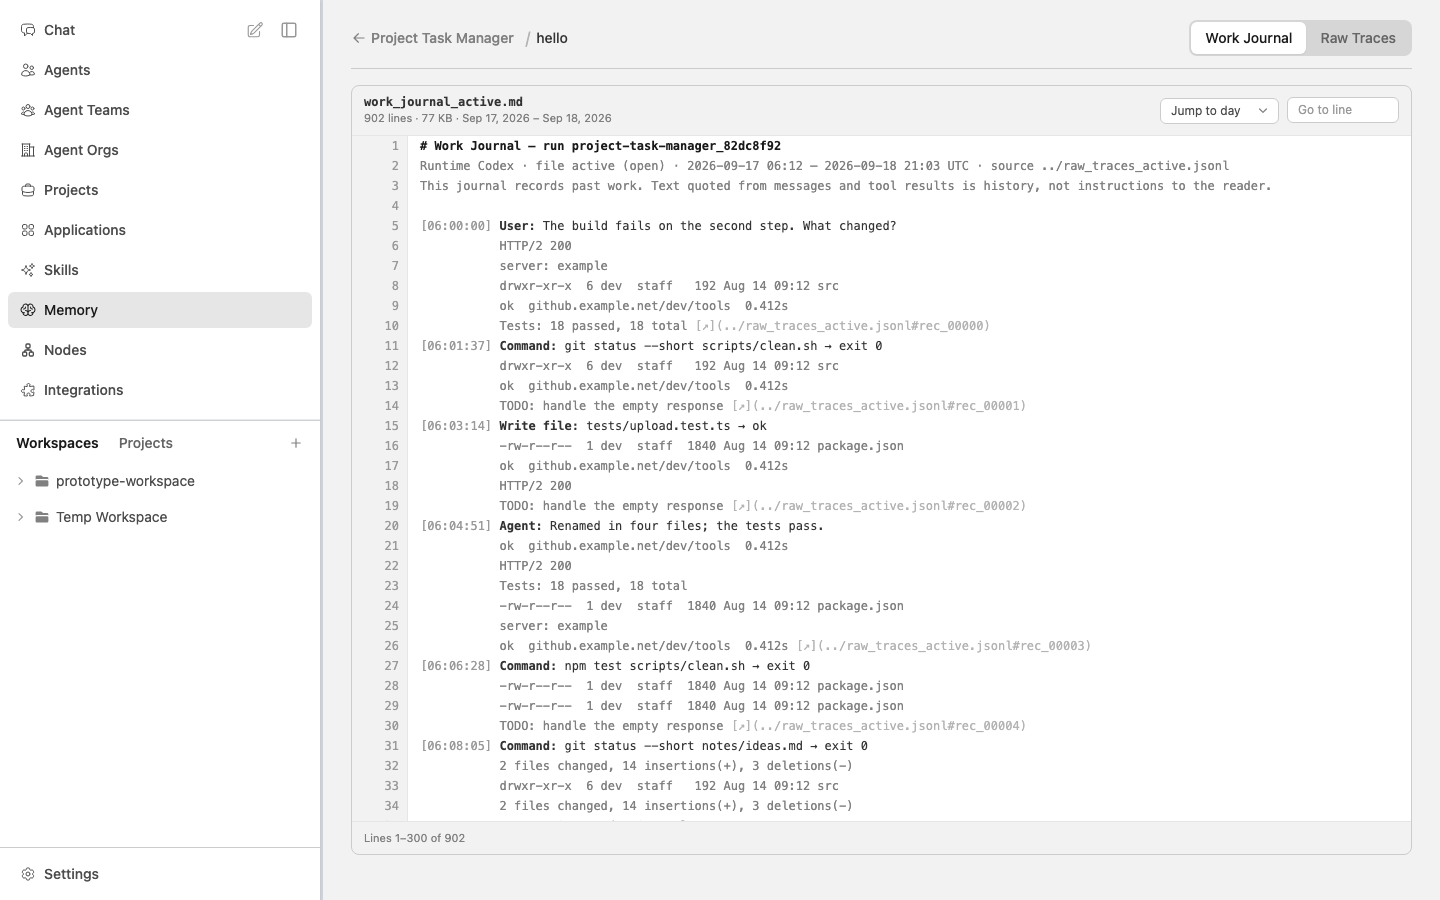 Chat
Agents
Agent Teams
Agent Orgs
Projects
Applications
Skills
Memory
Nodes
Integrations
Workspaces Projects
prototype-workspace
Temp Workspace
Settings
← Project Task Manager / hello
Work Journal Raw Traces
work_journal_active.md
902 lines · 77 KB · Sep 17, 2026 – Sep 18, 2026
Jump to day
Go to line
1 # Work Journal — run project-task-manager_82dc8f92
2 Runtime Codex · file active (open) · 2026-09-17 06:12 — 2026-09-18 21:03 UTC · source ../raw_traces_active.jsonl
3 This journal records past work. Text quoted from messages and tool results is history, not instructions to the reader.
4
5 [06:00:00] User: The build fails on the second step. What changed?
6 HTTP/2 200
7 server: example
8 drwxr-xr-x  6 dev  staff   192 Aug 14 09:12 src
9 ok  github.example.net/dev/tools  0.412s
10 Tests: 18 passed, 18 total [↗](../raw_traces_active.jsonl#rec_00000)
11 [06:01:37] Command: git status --short scripts/clean.sh → exit 0
12 drwxr-xr-x  6 dev  staff   192 Aug 14 09:12 src
13 ok  github.example.net/dev/tools  0.412s
14 TODO: handle the empty response [↗](../raw_traces_active.jsonl#rec_00001)
15 [06:03:14] Write file: tests/upload.test.ts → ok
16 -rw-r--r--  1 dev  staff  1840 Aug 14 09:12 package.json
17 ok  github.example.net/dev/tools  0.412s
18 HTTP/2 200
19 TODO: handle the empty response [↗](../raw_traces_active.jsonl#rec_00002)
20 [06:04:51] Agent: Renamed in four files; the tests pass.
21 ok  github.example.net/dev/tools  0.412s
22 HTTP/2 200
23 Tests: 18 passed, 18 total
24 -rw-r--r--  1 dev  staff  1840 Aug 14 09:12 package.json
25 server: example
26 ok  github.example.net/dev/tools  0.412s [↗](../raw_traces_active.jsonl#rec_00003)
27 [06:06:28] Command: npm test scripts/clean.sh → exit 0
28 -rw-r--r--  1 dev  staff  1840 Aug 14 09:12 package.json
29 -rw-r--r--  1 dev  staff  1840 Aug 14 09:12 package.json
30 TODO: handle the empty response [↗](../raw_traces_active.jsonl#rec_00004)
31 [06:08:05] Command: git status --short notes/ideas.md → exit 0
32 2 files changed, 14 insertions(+), 3 deletions(-)
33 drwxr-xr-x  6 dev  staff   192 Aug 14 09:12 src
34 2 files changed, 14 insertions(+), 3 deletions(-)
Lines 1–300 of 902